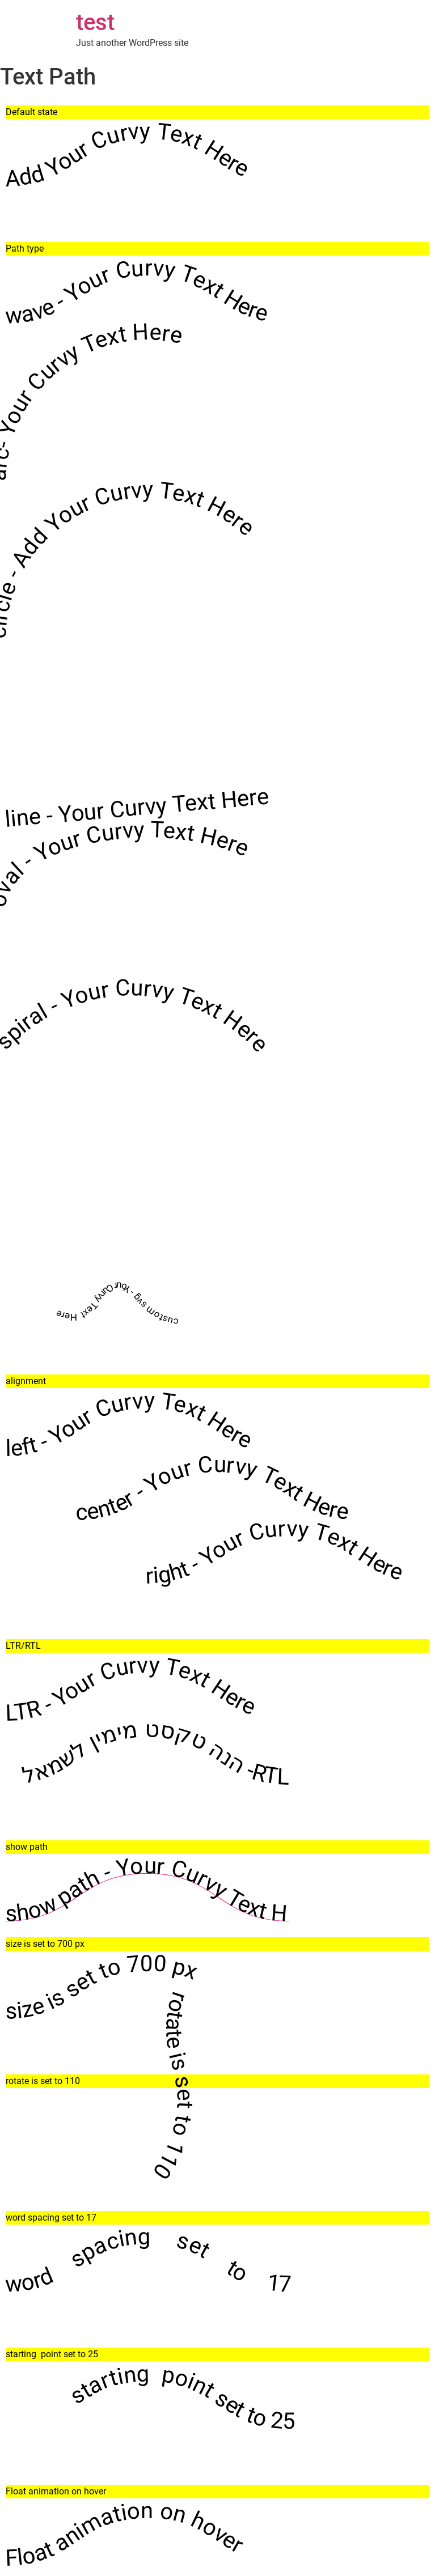 test
Just another WordPress site
Text Path
Default state
Add Your Curvy Text Here
Path type
wave - Your Curvy Text Here
arc- Your Curvy Text Here
circle - Add Your Curvy Text Here
line - Your Curvy Text Here
oval - Your Curvy Text Here
spiral - Your Curvy Text Here
custom svg - Your Curvy Text Here
alignment
left - Your Curvy Text Here
center - Your Curvy Text Here
right - Your Curvy Text Here
LTR/RTL
LTR - Your Curvy Text Here
RTL- הנה טקסט מימין לשמאל
show path
show path - Your Curvy Text H
size is set to 700 px
size is set to 700 px
rotate is set to 110
rotate is set to 110
word spacing set to 17
word spacing set to 17
starting point set to 25
starting point set to 25
Float animation on hover
Float animation on hover